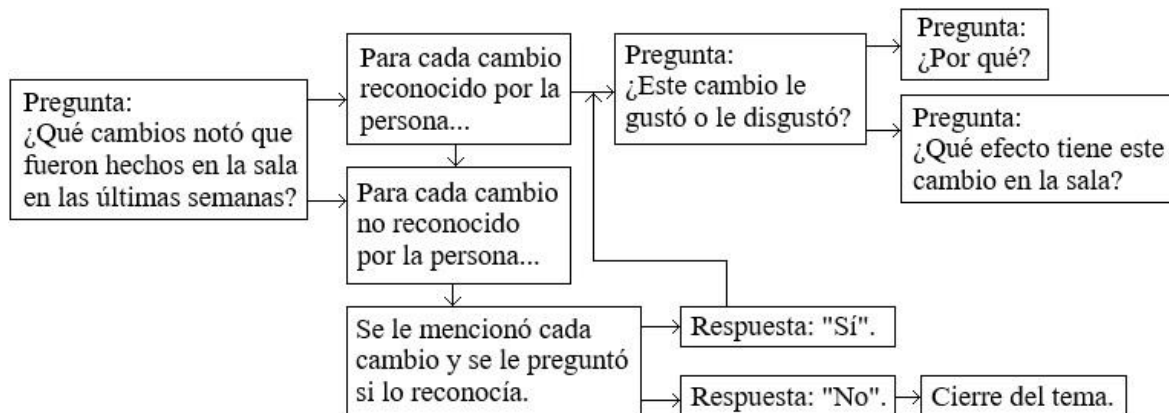 Pregunta:
¿Qué cambios notó que
fueron hechos en la sala
en las últimas semanas?
Para cada cambio
reconocido por la
persona...
Para cada cambio
no reconocido
por la persona...
Se le mencionó cada
cambio y se le preguntó
si lo reconocía.
Pregunta:
¿Este cambio le
gustó o le disgustó?
Pregunta:
¿Por qué?
Pregunta:
¿Qué efecto tiene este
cambio en la sala?
Respuesta: "Sí".
Respuesta: "No".
Cierre del tema.